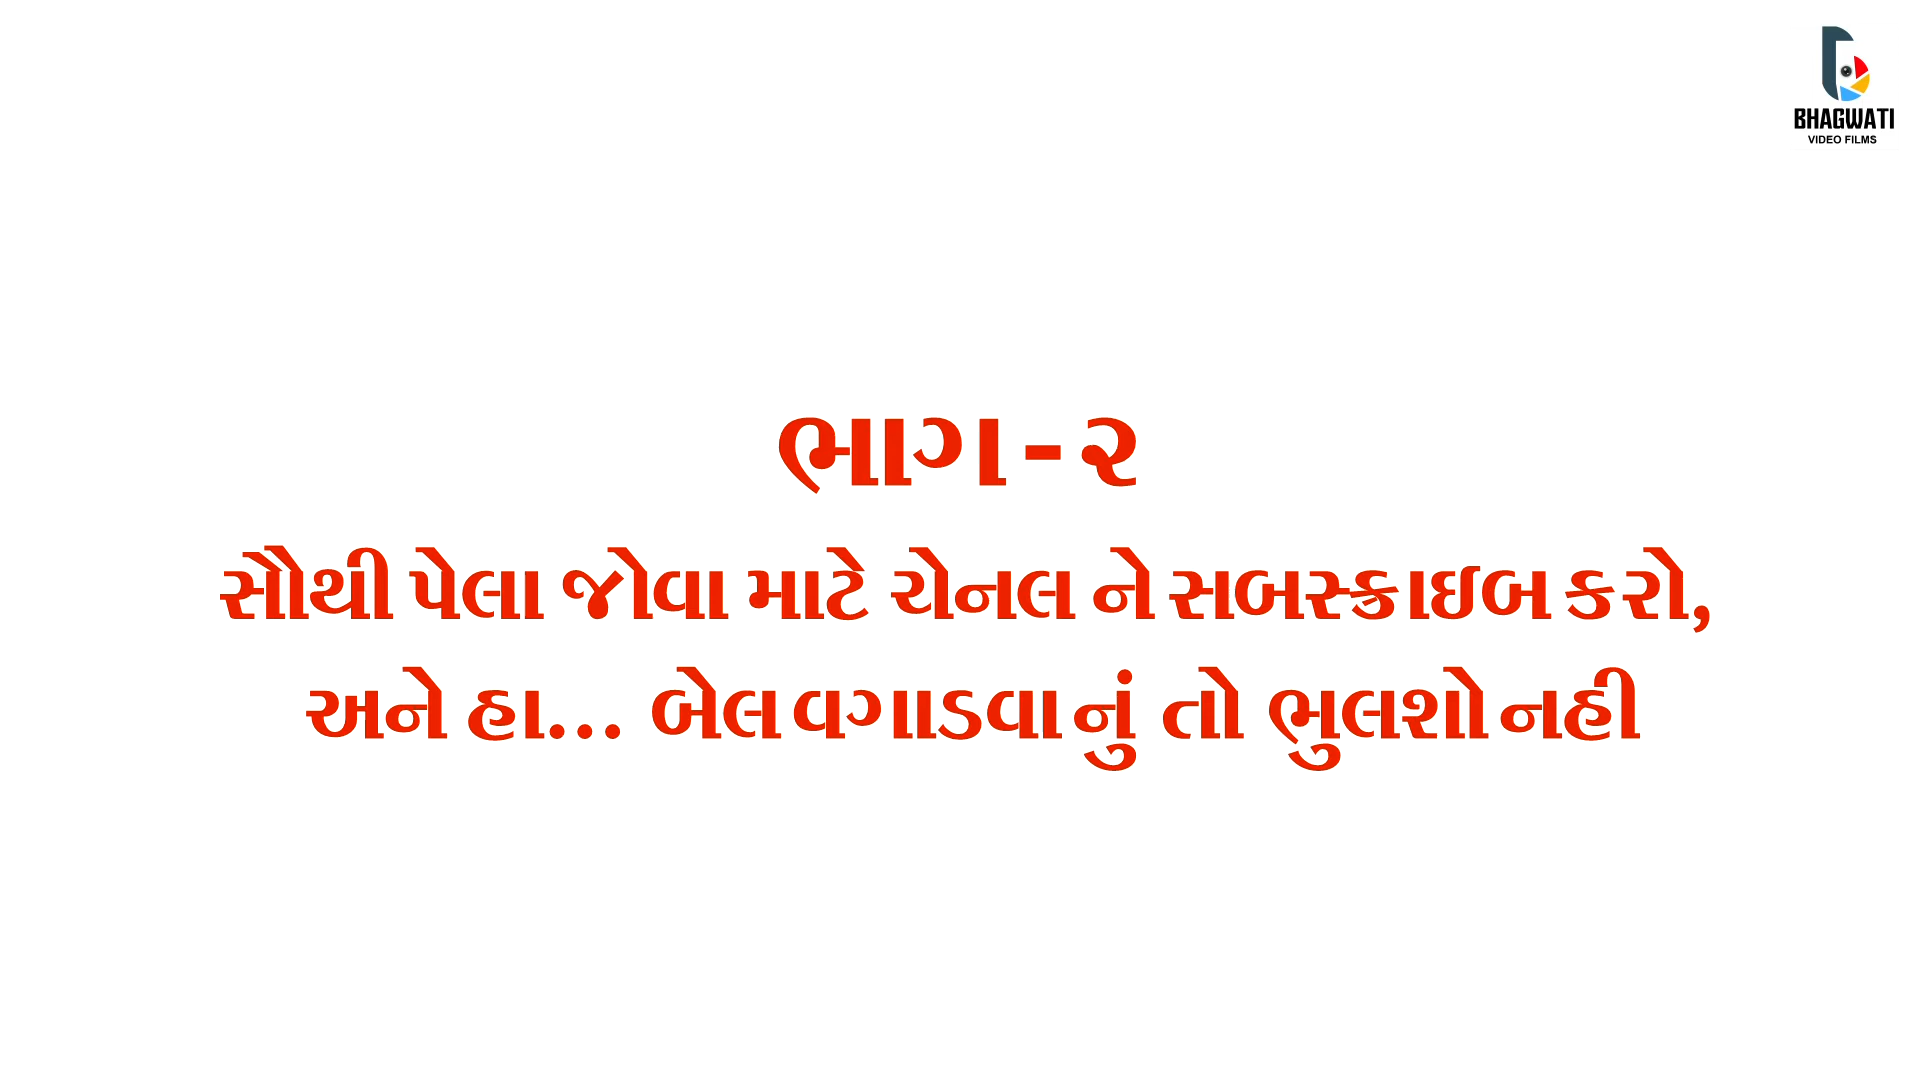 BHAGWATI
VIDEO FILMS
ભાગ - ૨
સૌથી પેલા જોવા માટે ચેનલ ને સબસ્ક્રાઇબ કરો,
અને હા... બેલ વગાડવા નું તો ભુલશો નહી